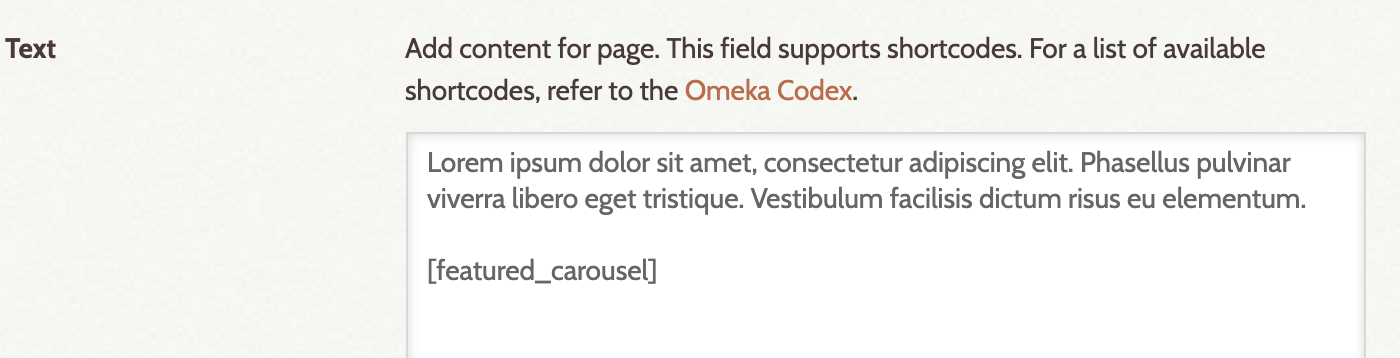 Text
Add content for page. This field supports shortcodes. For a list of available
shortcodes, refer to the Omeka Codex.
Lorem ipsum dolor sit amet, consectetur adipiscing elit. Phasellus pulvinar
viverra libero eget tristique. Vestibulum facilisis dictum risus eu elementum.
[featured_carousel]